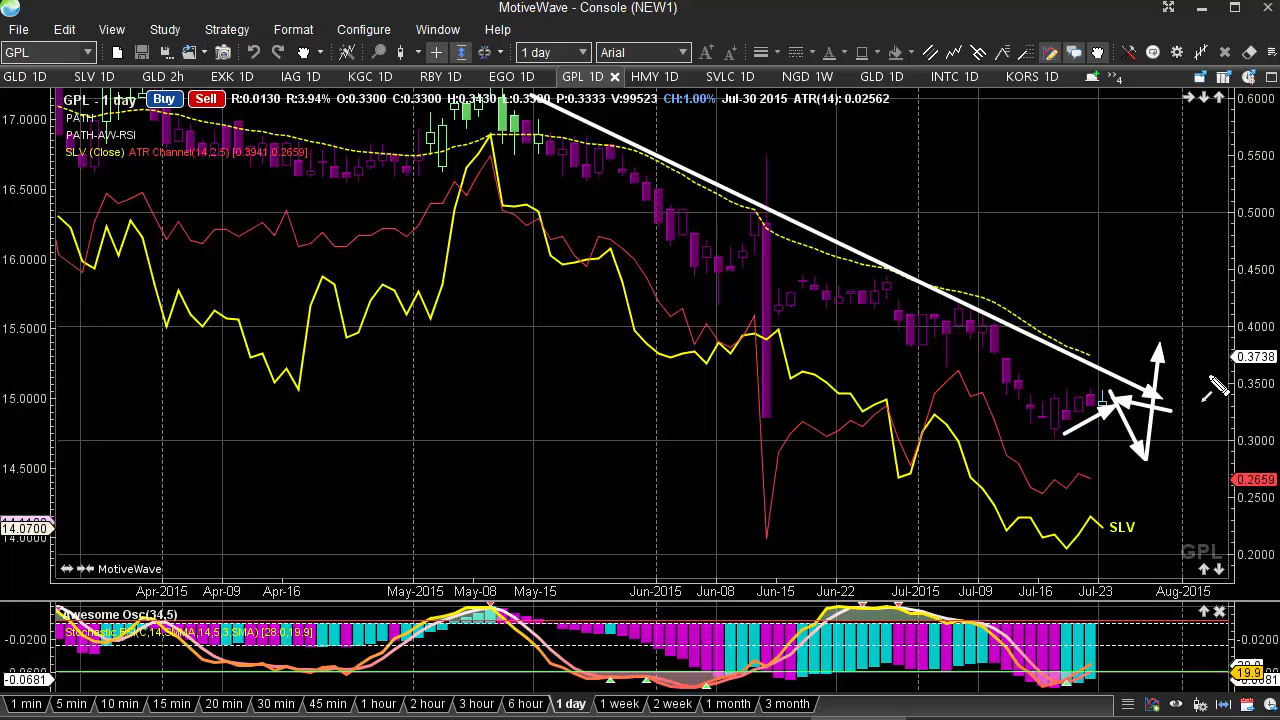 MotiveWave - Console (NEW1)
File Edit View Study Strategy Format Configure Window Help
GPL 1 day Arial
GLD 1D SLV 1D GLD 2h EXK 1D IAG 1D KGC 1D RBY 1D EGO 1D GPL 1D HMY 1D SVLC 1D NGD 1W GLD 1D INTC 1D KORS 1D
GPL - 1 day Buy Sell R:0.0130 R:3.94% O:0.3300 C:0.3300 P:0.3333 V:99523 CH:1.00% Jul-30 2015 ATR(14): 0.02562
PATH-AW-RSI
SLV (Close) ATR Channel(14,2.5) [0.3941,0.2659]
17.0000
16.5000
16.0000
15.5000
15.0000
14.5000
14.0700
0.6000
0.5500
0.5000
0.4500
0.4000
0.3738
0.3500
0.3000
0.2659
0.2500
0.2000
SLV
GPL
MotiveWave
Apr-2015 Apr-09 Apr-16 May-2015 May-08 May-15 Jun-2015 Jun-08 Jun-15 Jun-22 Jul-2015 Jul-09 Jul-16 Jul-23 Aug-2015
Awesome Osc(34,5)
-0.0200 -0.0200
-0.0681 19.9
1 min 5 min 10 min 15 min 20 min 30 min 45 min 1 hour 2 hour 3 hour 6 hour 1 day 1 week 2 week 1 month 3 month